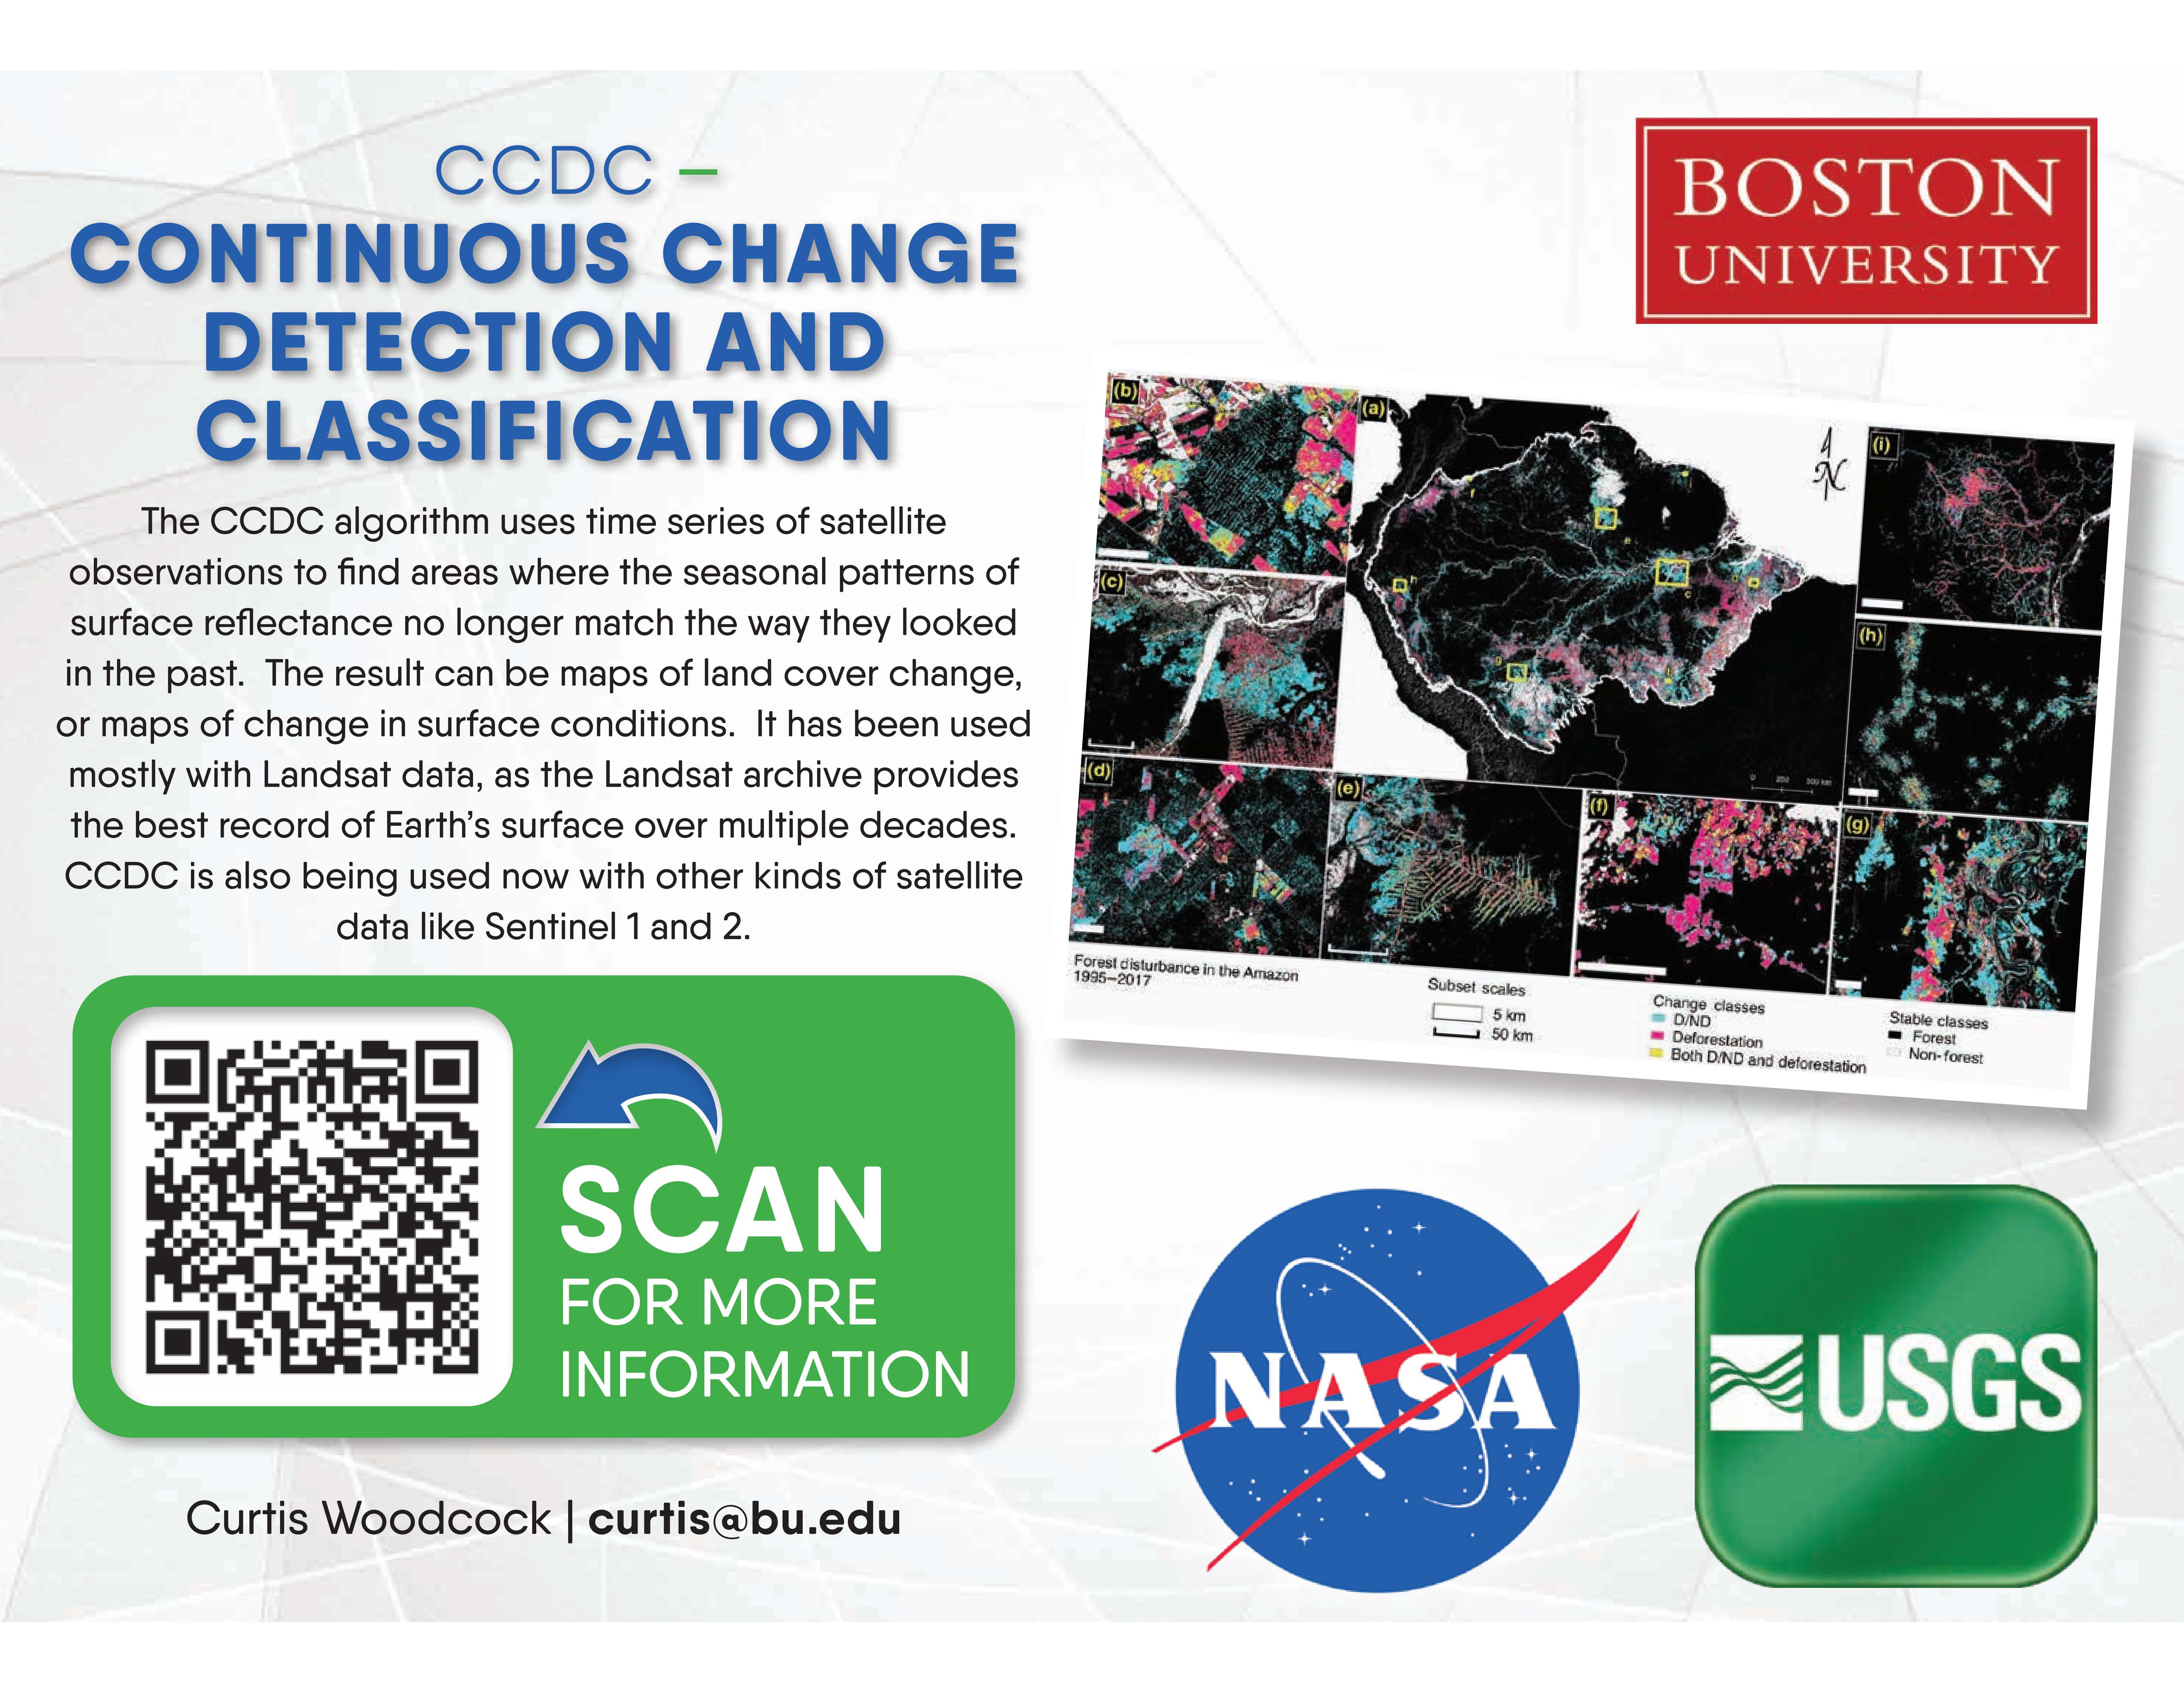 CCDC –
CONTINUOUS CHANGE
DETECTION AND
CLASSIFICATION
The CCDC algorithm uses time series of satellite
observations to find areas where the seasonal patterns of
surface reflectance no longer match the way they looked
in the past.  The result can be maps of land cover change,
or maps of change in surface conditions.  It has been used
mostly with Landsat data, as the Landsat archive provides
the best record of Earth's surface over multiple decades.
CCDC is also being used now with other kinds of satellite
data like Sentinel 1 and 2.
SCAN
FOR MORE
INFORMATION
Curtis Woodcock | curtis@bu.edu
BOSTON
UNIVERSITY
(b)
(a)
N
(i)
(c)
(h)
(d)
(e)
(f)
(g)
0 250 500 km
Forest disturbance in the Amazon
1995–2017
Subset scales
5 km
50 km
Change classes
D/ND
Deforestation
Both D/ND and deforestation
Stable classes
Forest
Non-forest
NASA
USGS